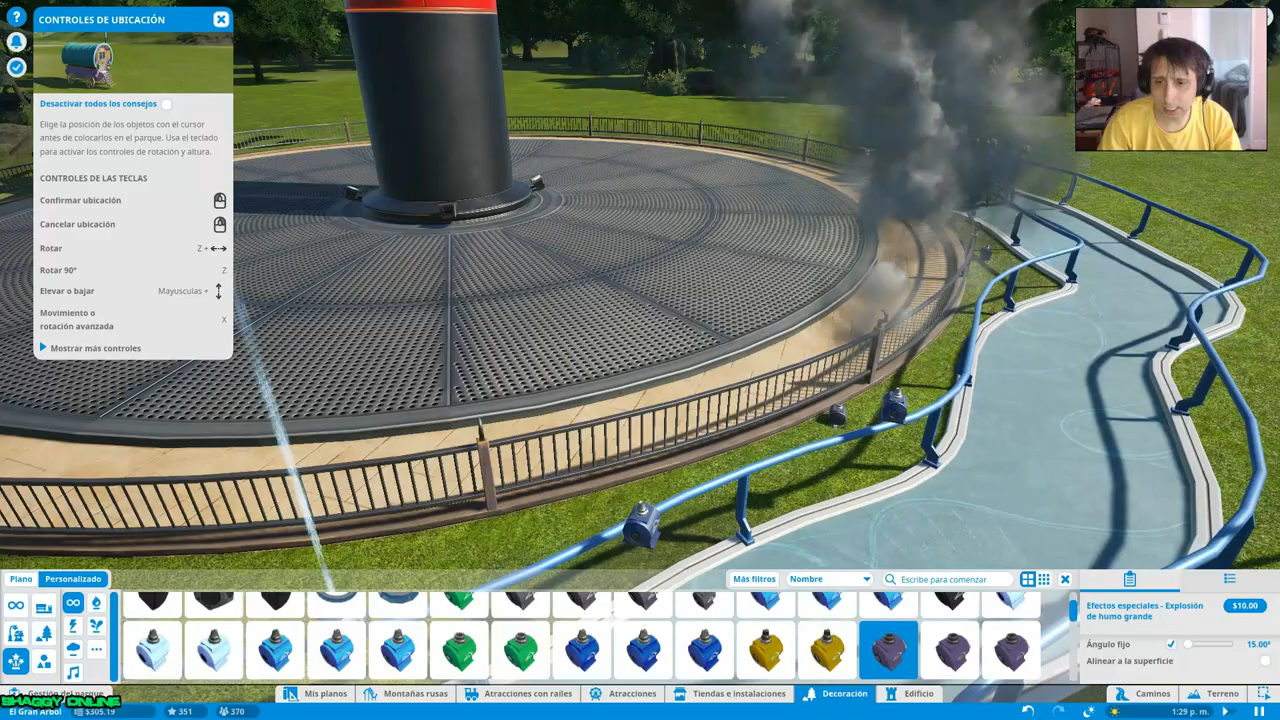 CONTROLES DE UBICACIÓN
Desactivar todos los consejos
Elige la posición de los objetos con el cursor
antes de colocarlos en el parque. Usa el teclado
para activar los controles de rotación y altura.
CONTROLES DE LAS TECLAS
Confirmar ubicación
Cancelar ubicación
Rotar Z +
Rotar 90° Z
Elevar o bajar Mayusculas +
Movimiento o
rotación avanzada X
Mostrar más controles
Plano Personalizado Más filtros Nombre Escribe para comenzar
Efectos especiales - Explosión
de humo grande $10.00
Ángulo fijo 15.00°
Alinear a la superficie
Gestión del parque Mis planos Montañas rusas Atracciones con railes Atracciones Tiendas e instalaciones Decoración Edificio Caminos Terreno
SHAGGY ONLINE
El Gran Arbol $305.19 351 370 1:29 p. m.